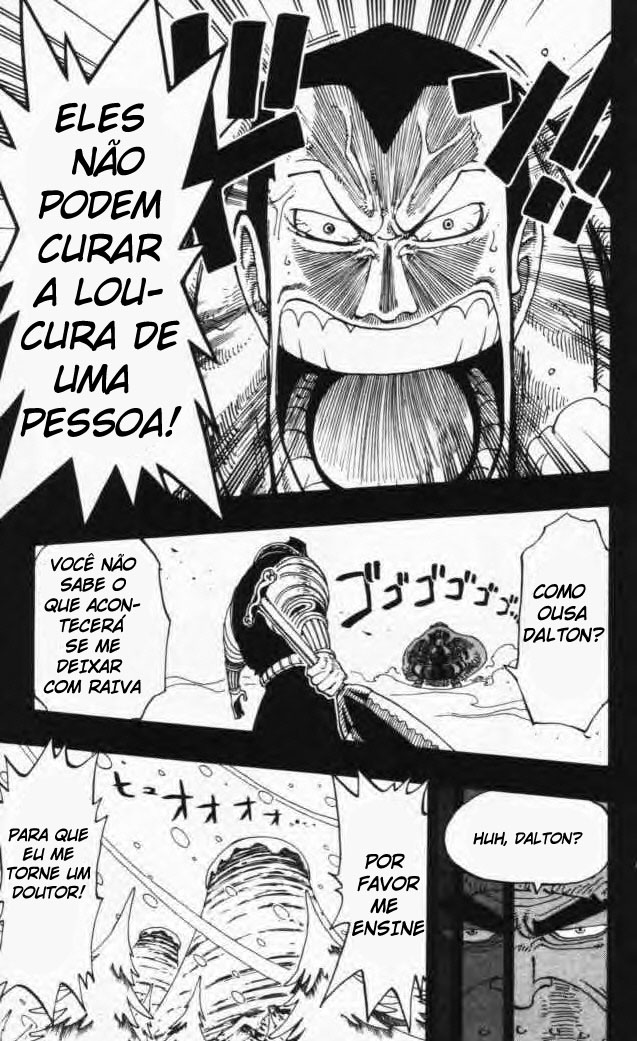 ELES
NÃO
PODEM
CURAR
A LOU-
CURA DE
UMA
PESSOA!
COMO
OUSA
DALTON?
ゴゴゴゴゴゴ...
VOCÊ NÃO
SABE O
QUE ACON-
TECERÁ
SE ME
DEIXAR
COM RAIVA
HUH, DALTON?
POR
FAVOR
ME
ENSINE
ヒュオオオオ...
PARA QUE
EU ME
TORNE UM
DOUTOR!